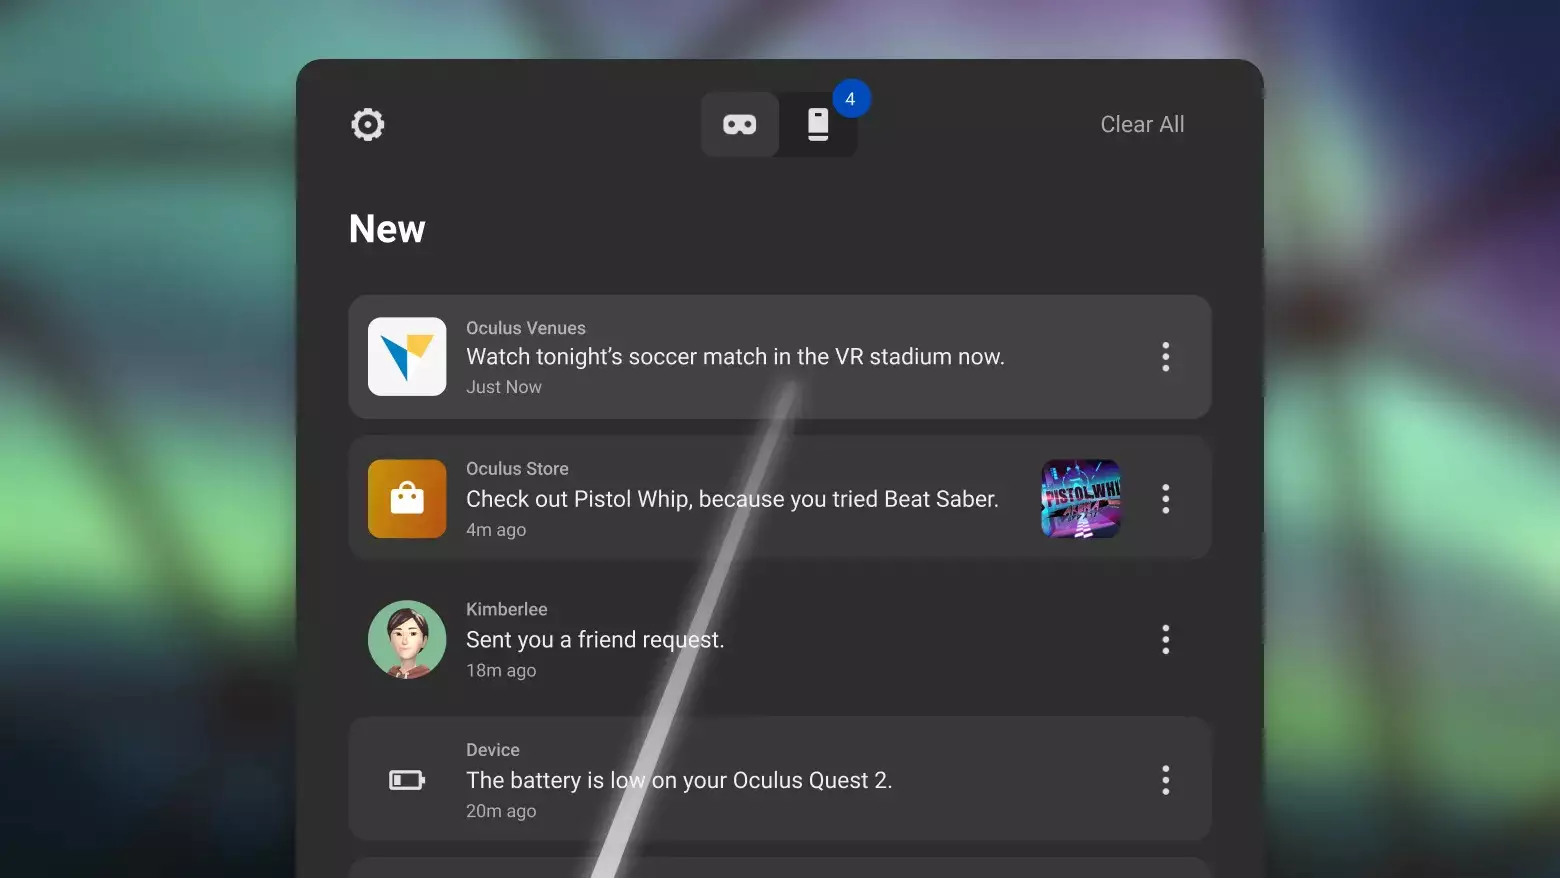 4
Clear All
New
Oculus Venues
Watch tonight’s soccer match in the VR stadium now.
Just Now
Oculus Store
Check out Pistol Whip, because you tried Beat Saber.
4m ago
PISTOLWHI
Kimberlee
Sent you a friend request.
18m ago
Device
The battery is low on your Oculus Quest 2.
20m ago